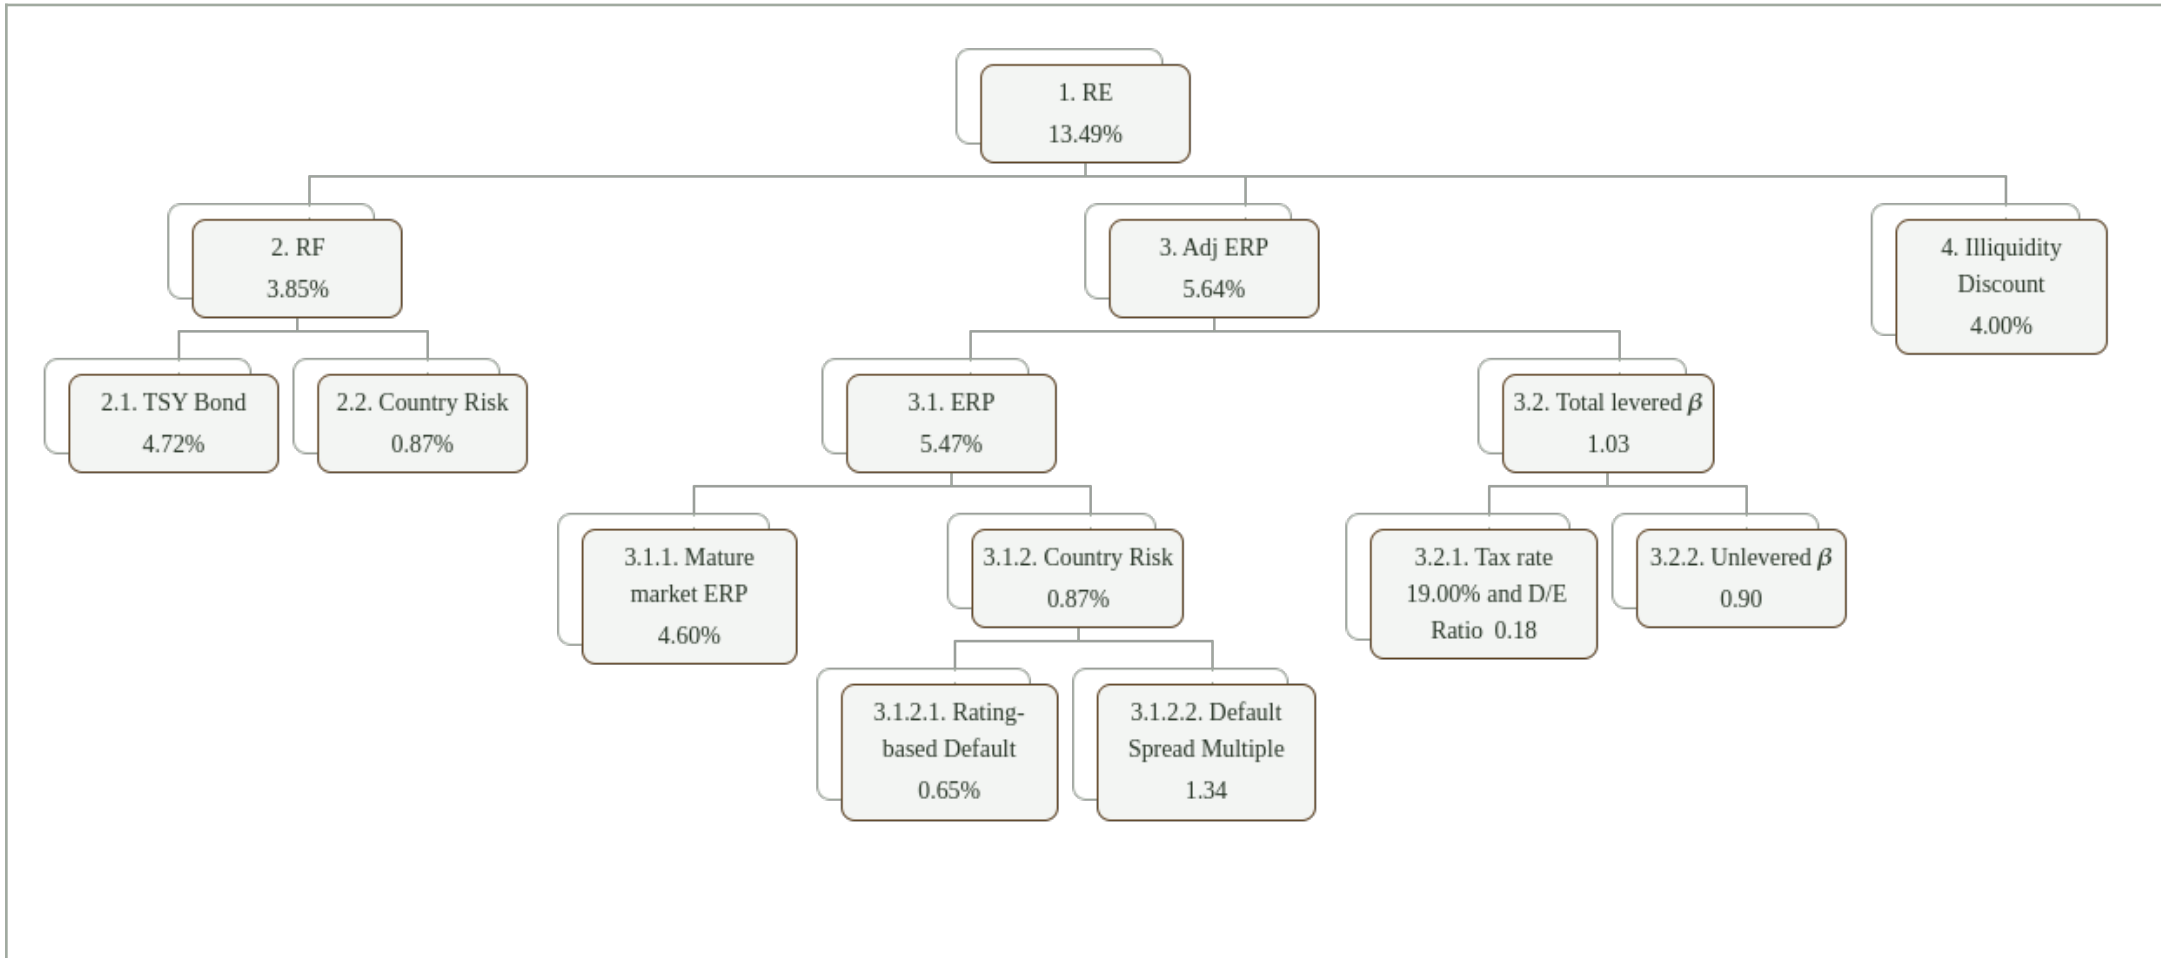 1. RE
13.49%
2. RF
3.85%
3. Adj ERP
5.64%
4. Illiquidity
Discount
4.00%
2.1. TSY Bond
4.72%
2.2. Country Risk
0.87%
3.1. ERP
5.47%
3.2. Total levered β
1.03
3.1.1. Mature
market ERP
4.60%
3.1.2. Country Risk
0.87%
3.2.1. Tax rate
19.00% and D/E
Ratio 0.18
3.2.2. Unlevered β
0.90
3.1.2.1. Rating-
based Default
0.65%
3.1.2.2. Default
Spread Multiple
1.34